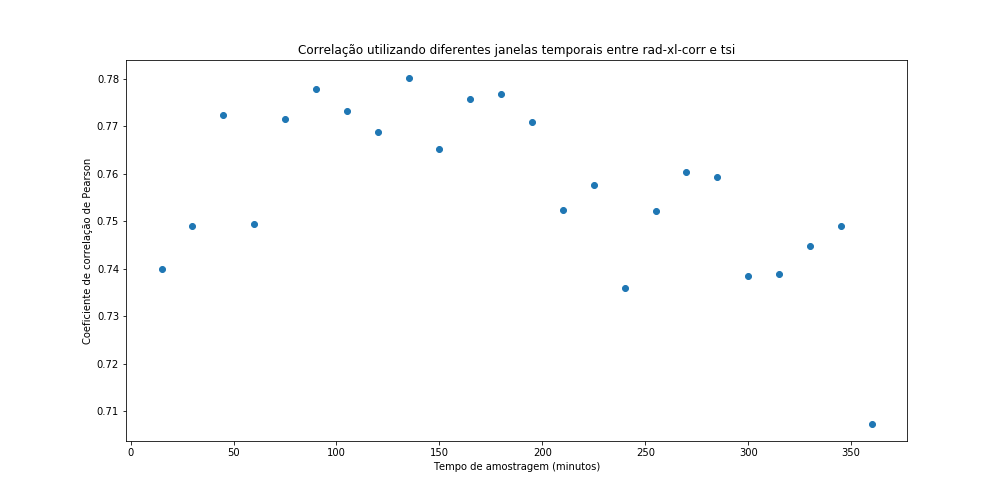 Correlação utilizando diferentes janelas temporais entre rad-xl-corr e tsi
Coeficiente de correlação de Pearson
0.78
0.77
0.76
0.75
0.74
0.73
0.72
0.71
0 50 100 150 200 250 300 350
Tempo de amostragem (minutos)